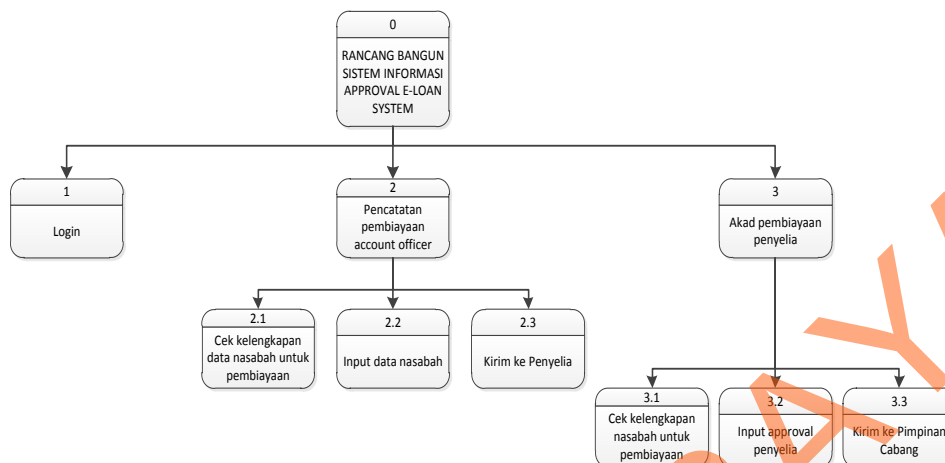 0
RANCANG BANGUN
SISTEM INFORMASI
APPROVAL E-LOAN
SYSTEM
1
Login
2
Pencatatan
pembiayaan
account officer
3
Akad pembiayaan
penyelia
2.1
Cek kelengkapan
data nasabah untuk
pembiayaan
2.2
Input data nasabah
2.3
Kirim ke Penyelia
3.1
Cek kelengkapan
nasabah untuk
pembiayaan
3.2
Input approval
penyelia
3.3
Kirim ke Pimpinan
Cabang